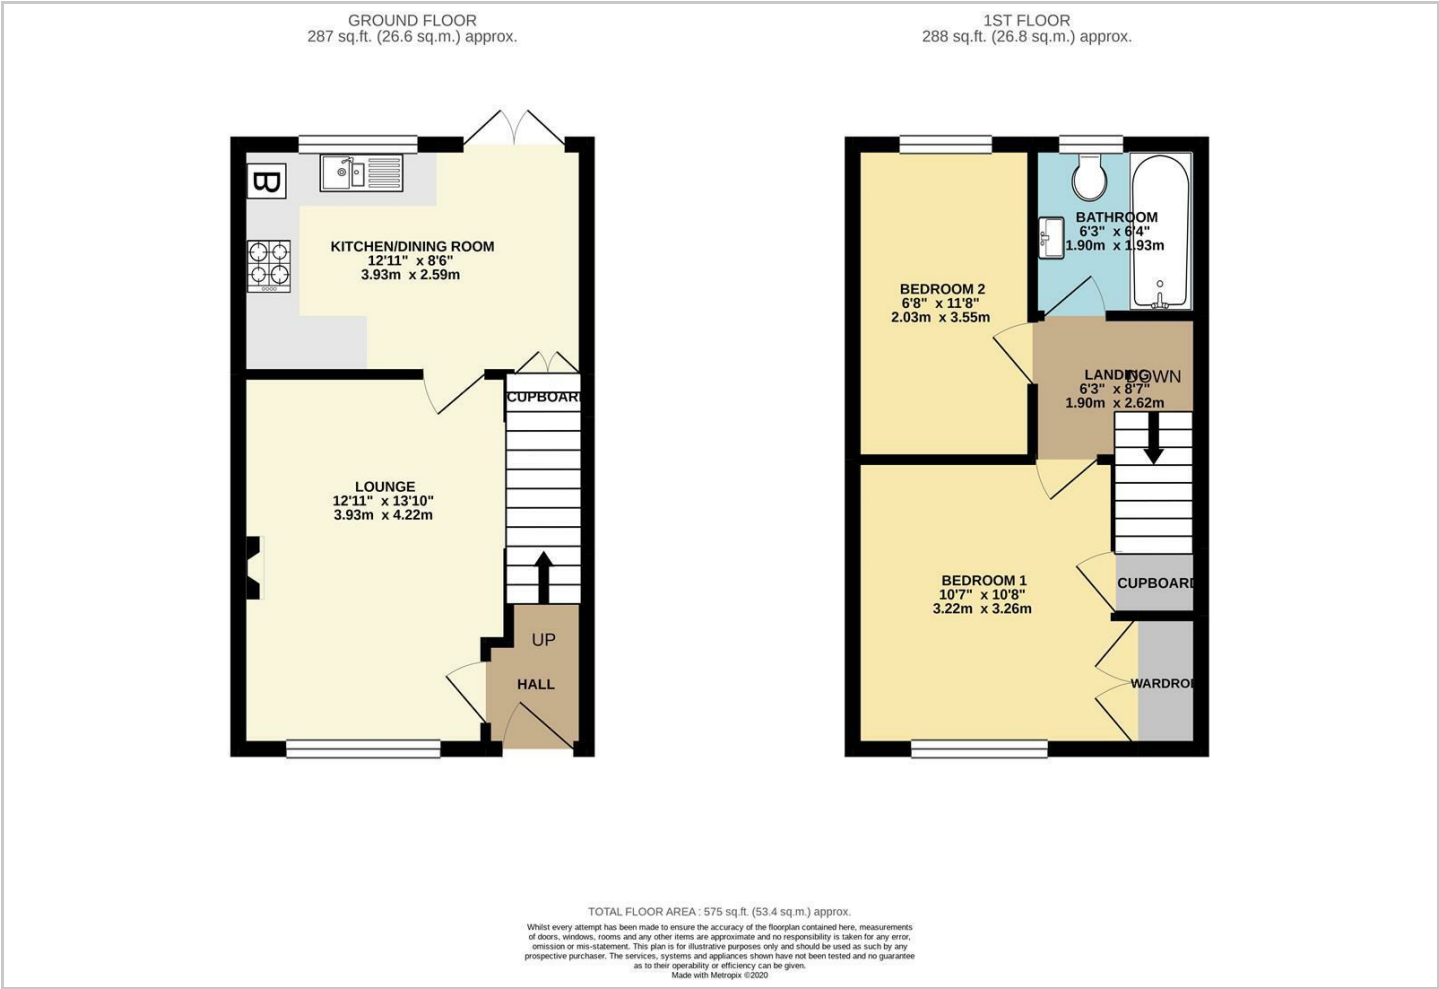 GROUND FLOOR
287 sq.ft. (26.6 sq.m.) approx.
1ST FLOOR
288 sq.ft. (26.8 sq.m.) approx.
B
KITCHEN/DINING ROOM
12'11" x 8'6"
3.93m x 2.59m
CUPBOARD
LOUNGE
12'11" x 13'10"
3.93m x 4.22m
UP
HALL
BATHROOM
6'3" x 6'4"
1.90m x 1.93m
BEDROOM 2
6'8" x 11'8"
2.03m x 3.55m
LANDING
6'3" x 8'7"
1.90m x 2.62m
DOWN
BEDROOM 1
10'7" x 10'8"
3.22m x 3.26m
CUPBOARD
WARDROB
TOTAL FLOOR AREA : 575 sq.ft. (53.4 sq.m.) approx.
Whilst every attempt has been made to ensure the accuracy of the floorplan contained here, measurements
of doors, windows, rooms and any other items are approximate and no responsibility is taken for any error,
omission or mis-statement. This plan is for illustrative purposes only and should be used as such by any
prospective purchaser. The services, systems and appliances shown have not been tested and no guarantee
as to their operability or efficiency can be given.
Made with Metropix ©2020